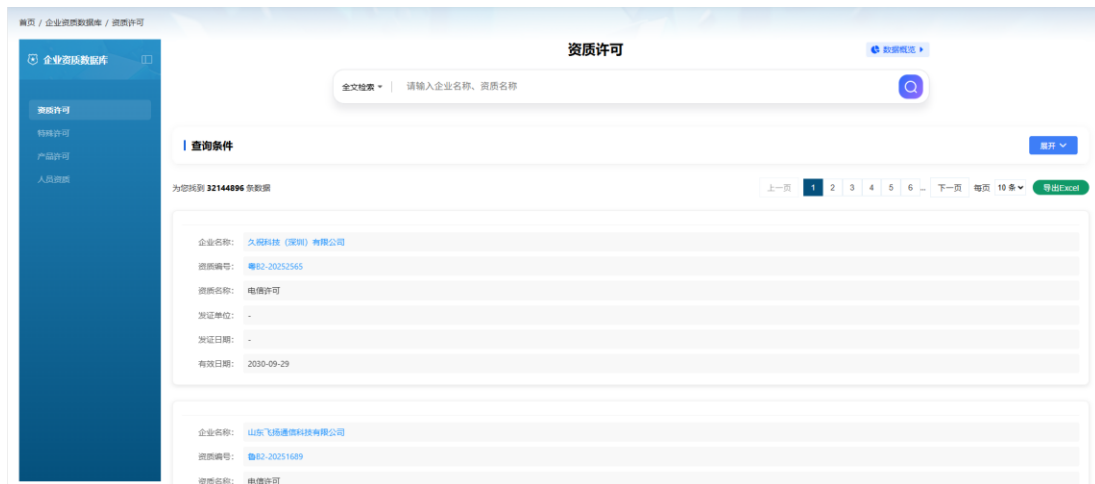 首页 / 企业资质数据库 / 资质许可
企业资质数据库
资质许可
特殊许可
产品许可
人员资质
资质许可
数据概览
全文检索
请输入企业名称、资质名称
查询条件
展开
为您找到 32144896 条数据
上一页 1 2 3 4 5 6 ... 下一页 每页 10 条 导出Excel
企业名称: 久祝科技（深圳）有限公司
资质编号: 粤B2-20252565
资质名称: 电信许可
发证单位: -
发证日期: -
有效日期: 2030-09-29
企业名称: 山东飞扬通信科技有限公司
资质编号: 鲁B2-20251689
资质名称: 电信许可